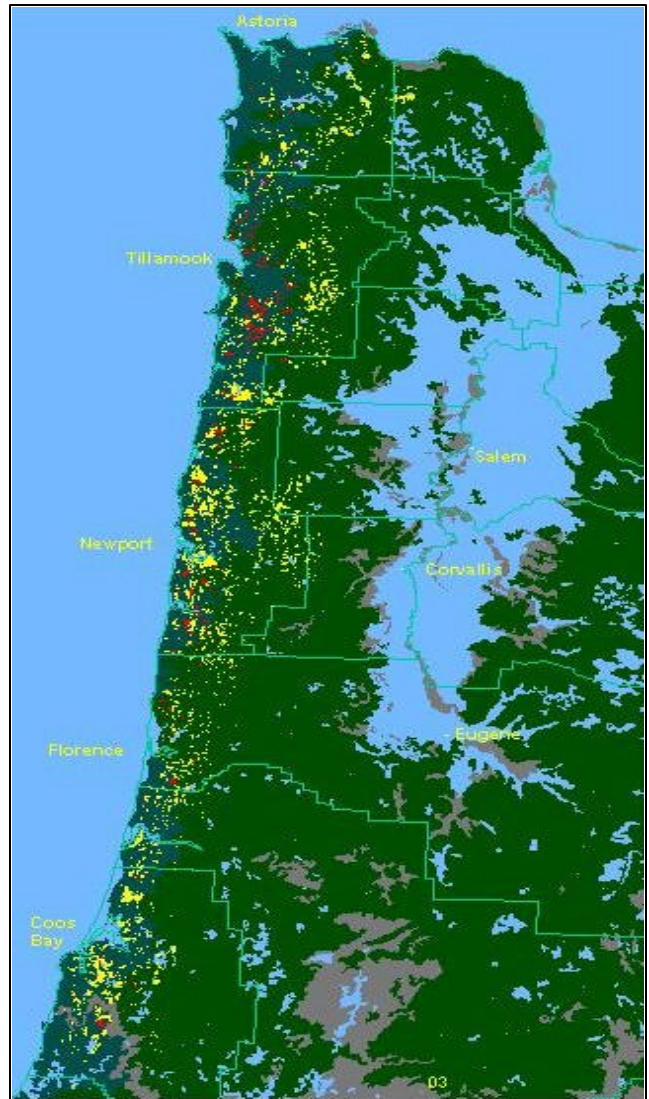 Astoria
Tillamook
Salem
Newport
Corvallis
Eugene
Florence
Coos
Bay
03